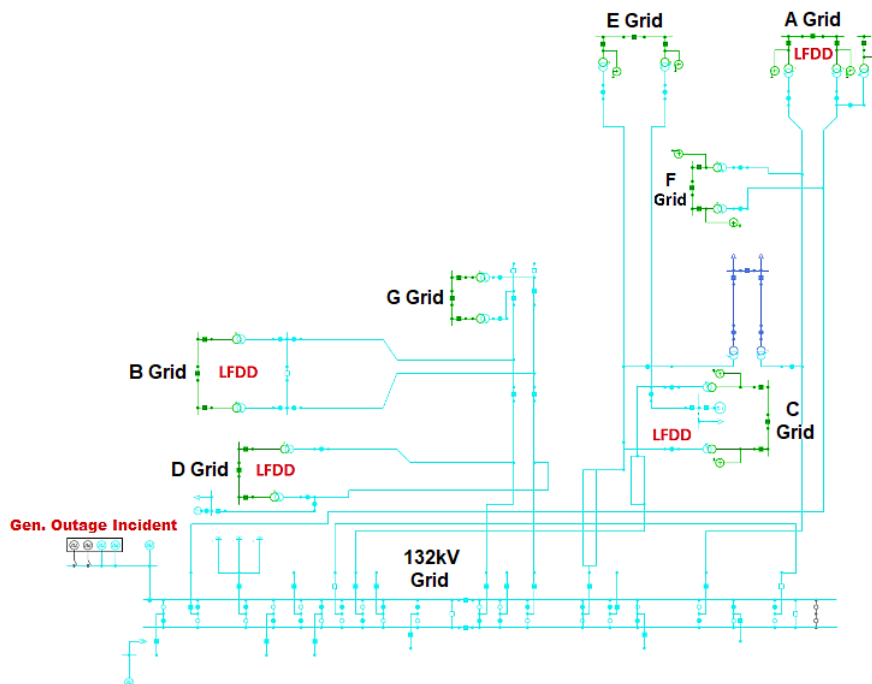 E Grid
A Grid
LFDD
F
Grid
G Grid
B Grid
LFDD
C
Grid
LFDD
D Grid
LFDD
Gen. Outage Incident
132kV
Grid